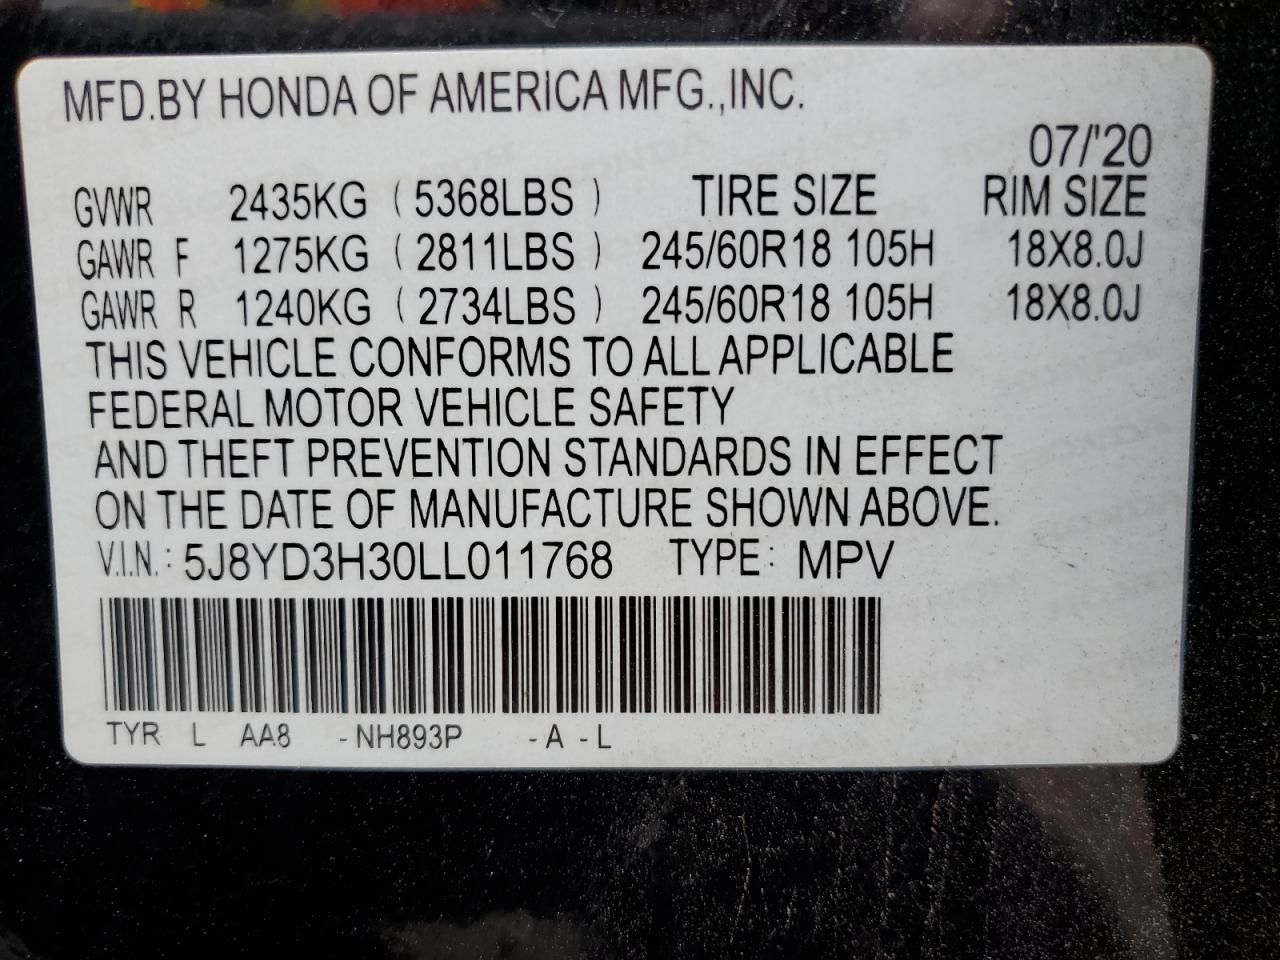 MFD.BY HONDA OF AMERICA MFG.,INC.
07/'20
GVWR 2435KG ( 5368LBS ) TIRE SIZE RIM SIZE
GAWR F 1275KG ( 2811LBS ) 245/60R18 105H 18X8.0J
GAWR R 1240KG ( 2734LBS ) 245/60R18 105H 18X8.0J
THIS VEHICLE CONFORMS TO ALL APPLICABLE
FEDERAL MOTOR VEHICLE SAFETY
AND THEFT PREVENTION STANDARDS IN EFFECT
ON THE DATE OF MANUFACTURE SHOWN ABOVE.
V.I.N.: 5J8YD3H30LL011768 TYPE: MPV
TYR L AA8 - NH893P - A - L